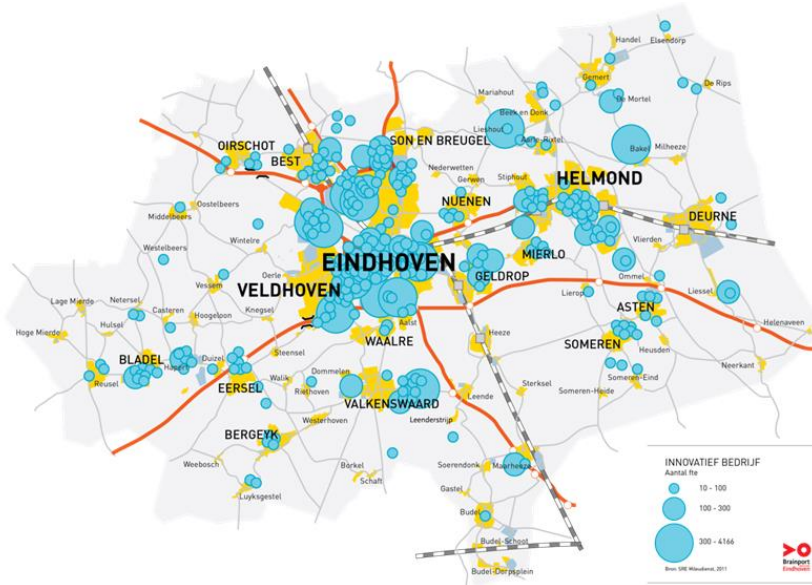 Handel
Elsendorp
Gemert
De Rips
Mariahout
De Mortel
Beek en Donk
Lieshout
Aarle-Rixtel
OIRSCHOT
BEST
SON EN BREUGEL
Bakel
Milheeze
Nederwetten
Gerwen
Stiphout
HELMOND
NUENEN
DEURNE
Oostelbeers
Middelbeers
Wintelre
Westelbeers
Vlierden
MIERLO
EINDHOVEN
GELDROP
Oerle
VELDHOVEN
Vessem
Ommel
Liessel
Lierop
Lage Mierde
Netersel
Casteren
Hoogeloon
Knegsel
ASTEN
Hulsel
Aalst
Helenaveen
Hoge Mierde
WAALRE
Heeze
SOMEREN
Heusden
Steensel
BLADEL
Hapert
Duizel
Neerkant
Reusel
EERSEL
Walik
Riethoven
Dommelen
Sterksel
Someren-Eind
Someren-Heide
Leende
VALKENSWAARD
Westerhoven
Leenderstrijp
BERGEYK
Weebosch
Borkel
Schaft
Soerendonk
Maarheeze
Luyksgestel
Gastel
Budel
Budel-Schoot
Budel-Dorpsplein
INNOVATIEF BEDRIJF
Aantal fte
10 - 100
100 - 300
300 - 4166
Bron: SRE Milieudienst, 2011
Brainport
Eindhoven